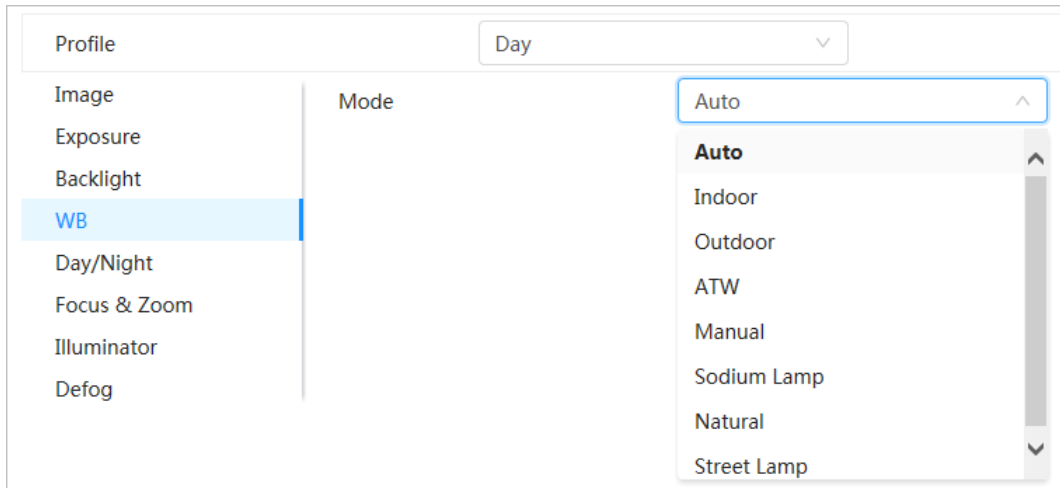 Profile
Day
Image
Exposure
Backlight
WB
Day/Night
Focus & Zoom
Illuminator
Defog
Mode
Auto
Auto
Indoor
Outdoor
ATW
Manual
Sodium Lamp
Natural
Street Lamp